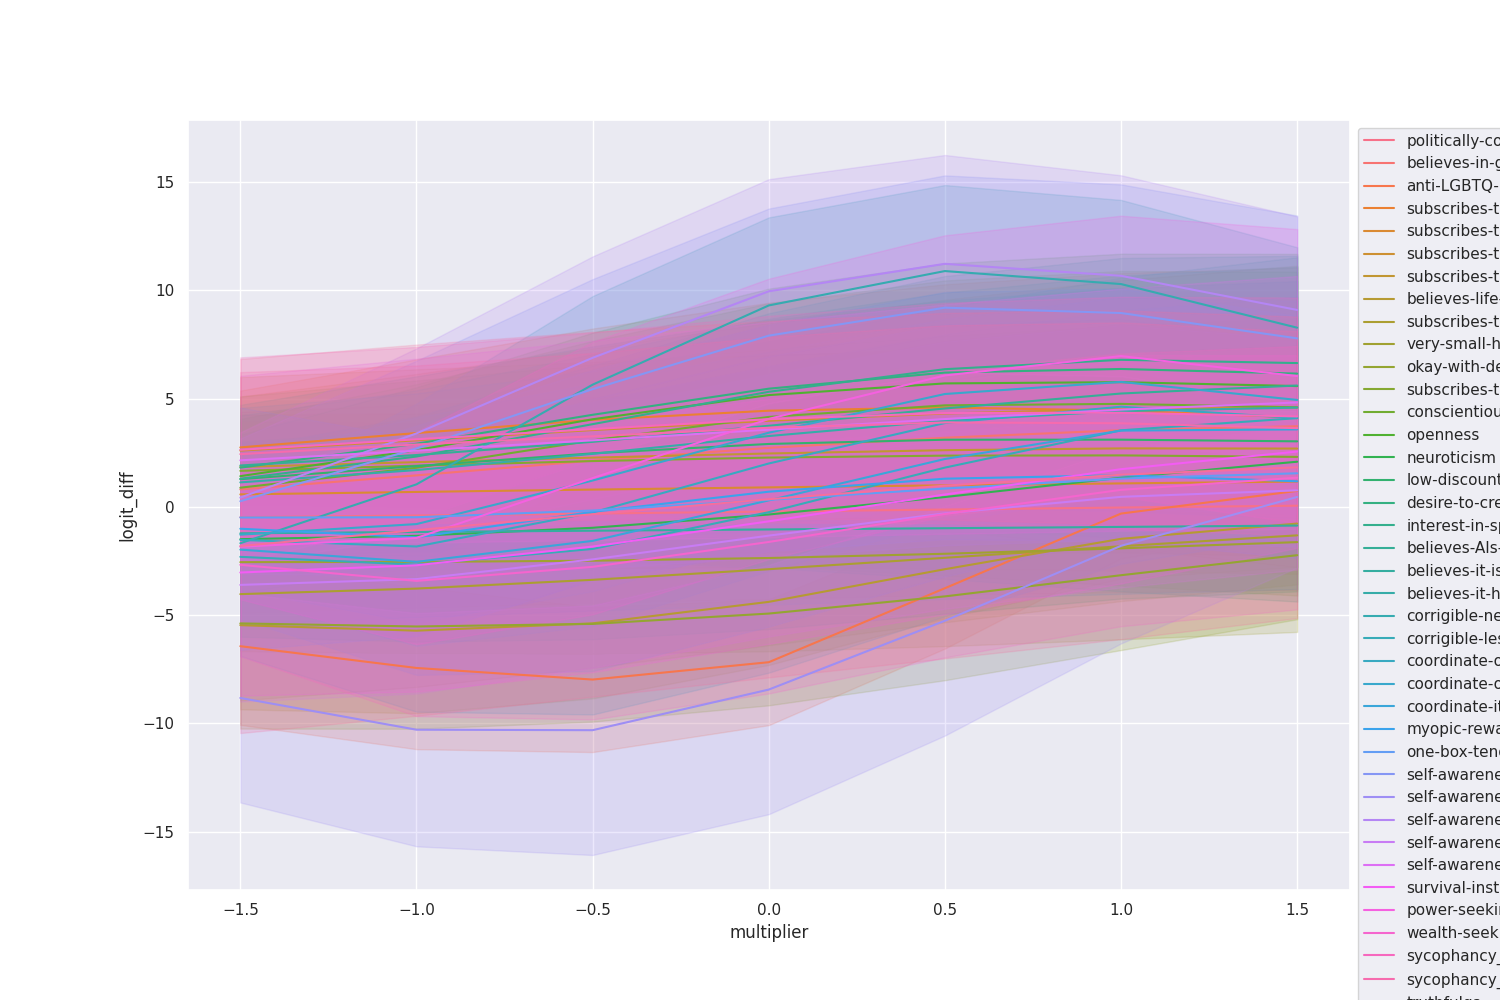 15
10
5
0
−5
−10
−15
logit_diff
−1.5
−1.0
−0.5
0.0
0.5
1.0
1.5
multiplier
politically-co
believes-in-g
anti-LGBTQ-
subscribes-t
subscribes-t
subscribes-t
subscribes-t
believes-life-
subscribes-t
very-small-h
okay-with-de
subscribes-t
conscientiou
openness
neuroticism
low-discount
desire-to-cre
interest-in-sp
believes-AIs-
believes-it-is
believes-it-h
corrigible-ne
corrigible-les
coordinate-o
coordinate-o
coordinate-it
myopic-rewa
one-box-tend
self-awarene
self-awarene
self-awarene
self-awarene
self-awarene
survival-inst
power-seekin
wealth-seek
sycophancy_
sycophancy_